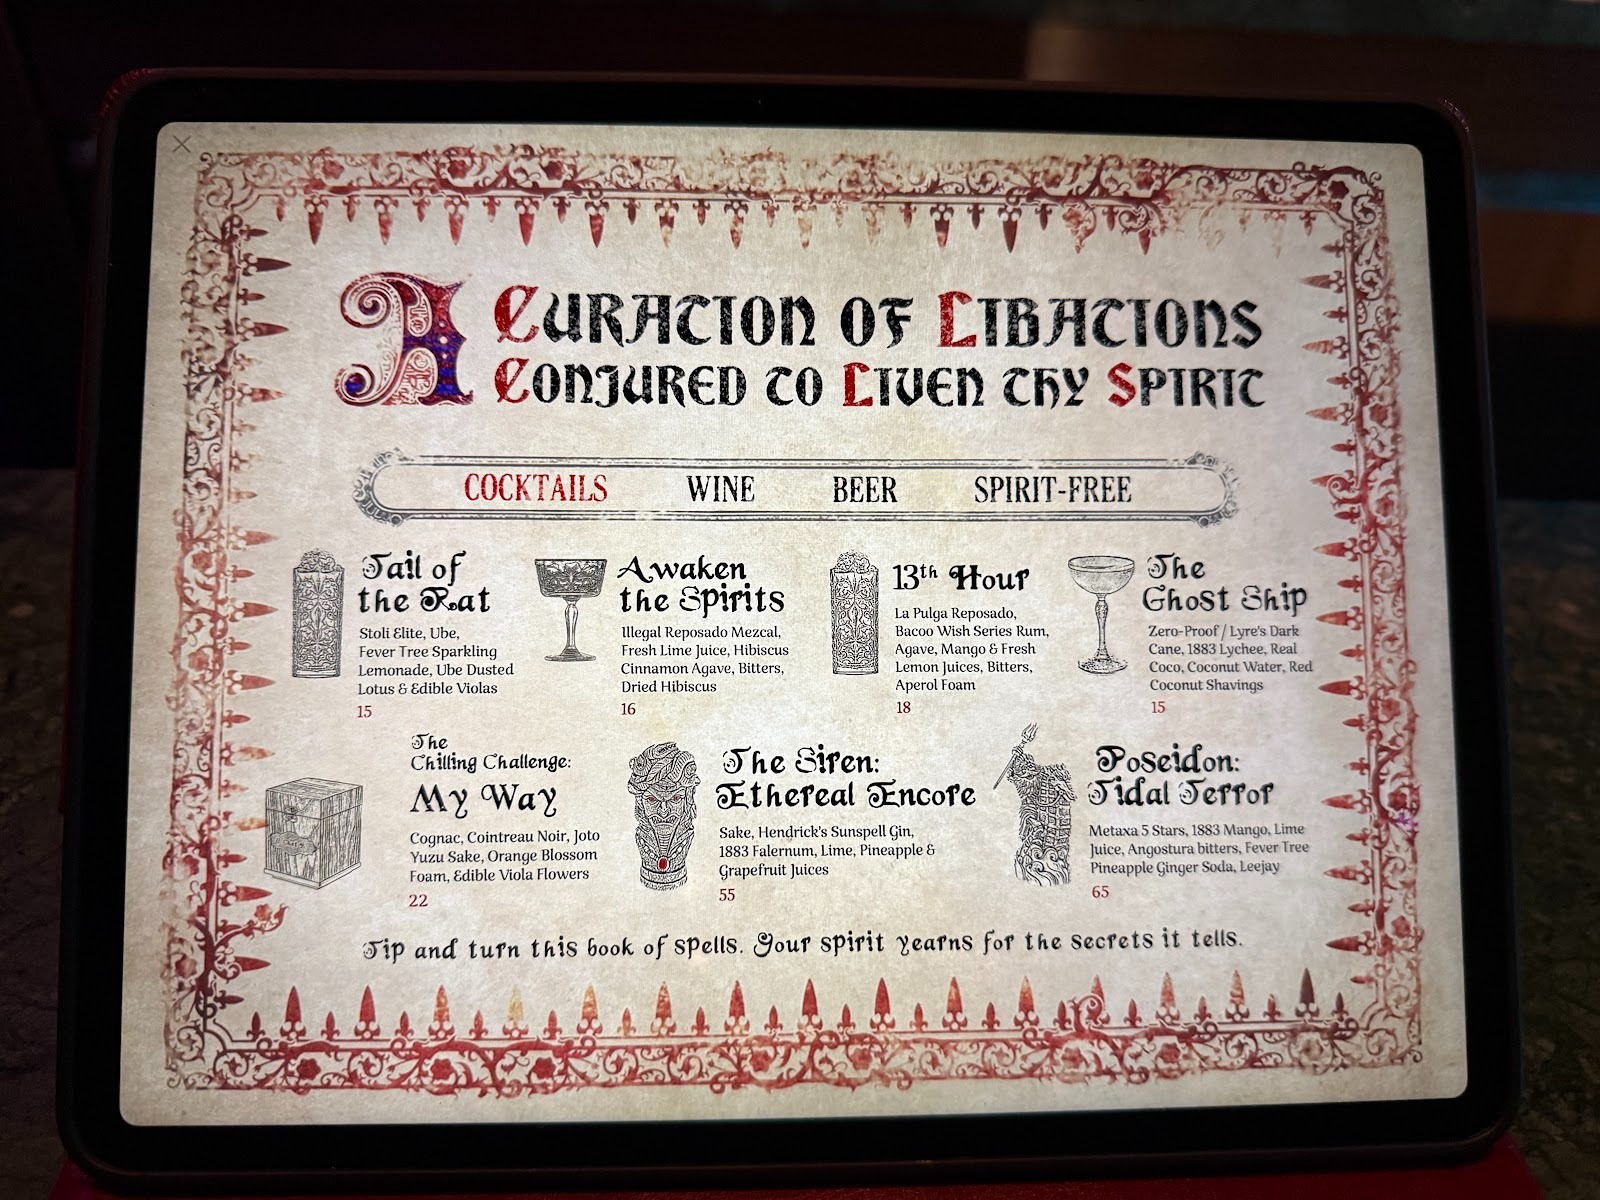 A CURATION OF LIBATIONS
CONJURED TO LIVEN THY SPIRIT
COCKTAILS WINE BEER SPIRIT-FREE
Tail of
the Rat
Stoli Elite, Ube,
Fever Tree Sparkling
Lemonade, Ube Dusted
Lotus & Edible Violas
15
Awaken
the Spirits
Illegal Reposado Mezcal,
Fresh Lime Juice, Hibiscus
Cinnamon Agave, Bitters,
Dried Hibiscus
16
13th Hour
La Pulga Reposado,
Bacoo Wish Series Rum,
Agave, Mango & Fresh
Lemon Juices, Bitters,
Aperol Foam
18
The
Ghost Ship
Zero-Proof / Lyre's Dark
Cane, 1883 Lychee, Real
Coco, Coconut Water, Red
Coconut Shavings
15
The
Chilling Challenge:
My Way
Cognac, Cointreau Noir, Joto
Yuzu Sake, Orange Blossom
Foam, Edible Viola Flowers
22
The Siren:
Ethereal Encore
Sake, Hendrick's Sunspell Gin,
1883 Falernum, Lime, Pineapple &
Grapefruit Juices
55
Poseidon:
Tidal Terror
Metaxa 5 Stars, 1883 Mango, Lime
Juice, Angostura bitters, Fever Tree
Pineapple Ginger Soda, Leejay
65
Tip and turn this book of spells. Your spirit yearns for the secrets it tells.